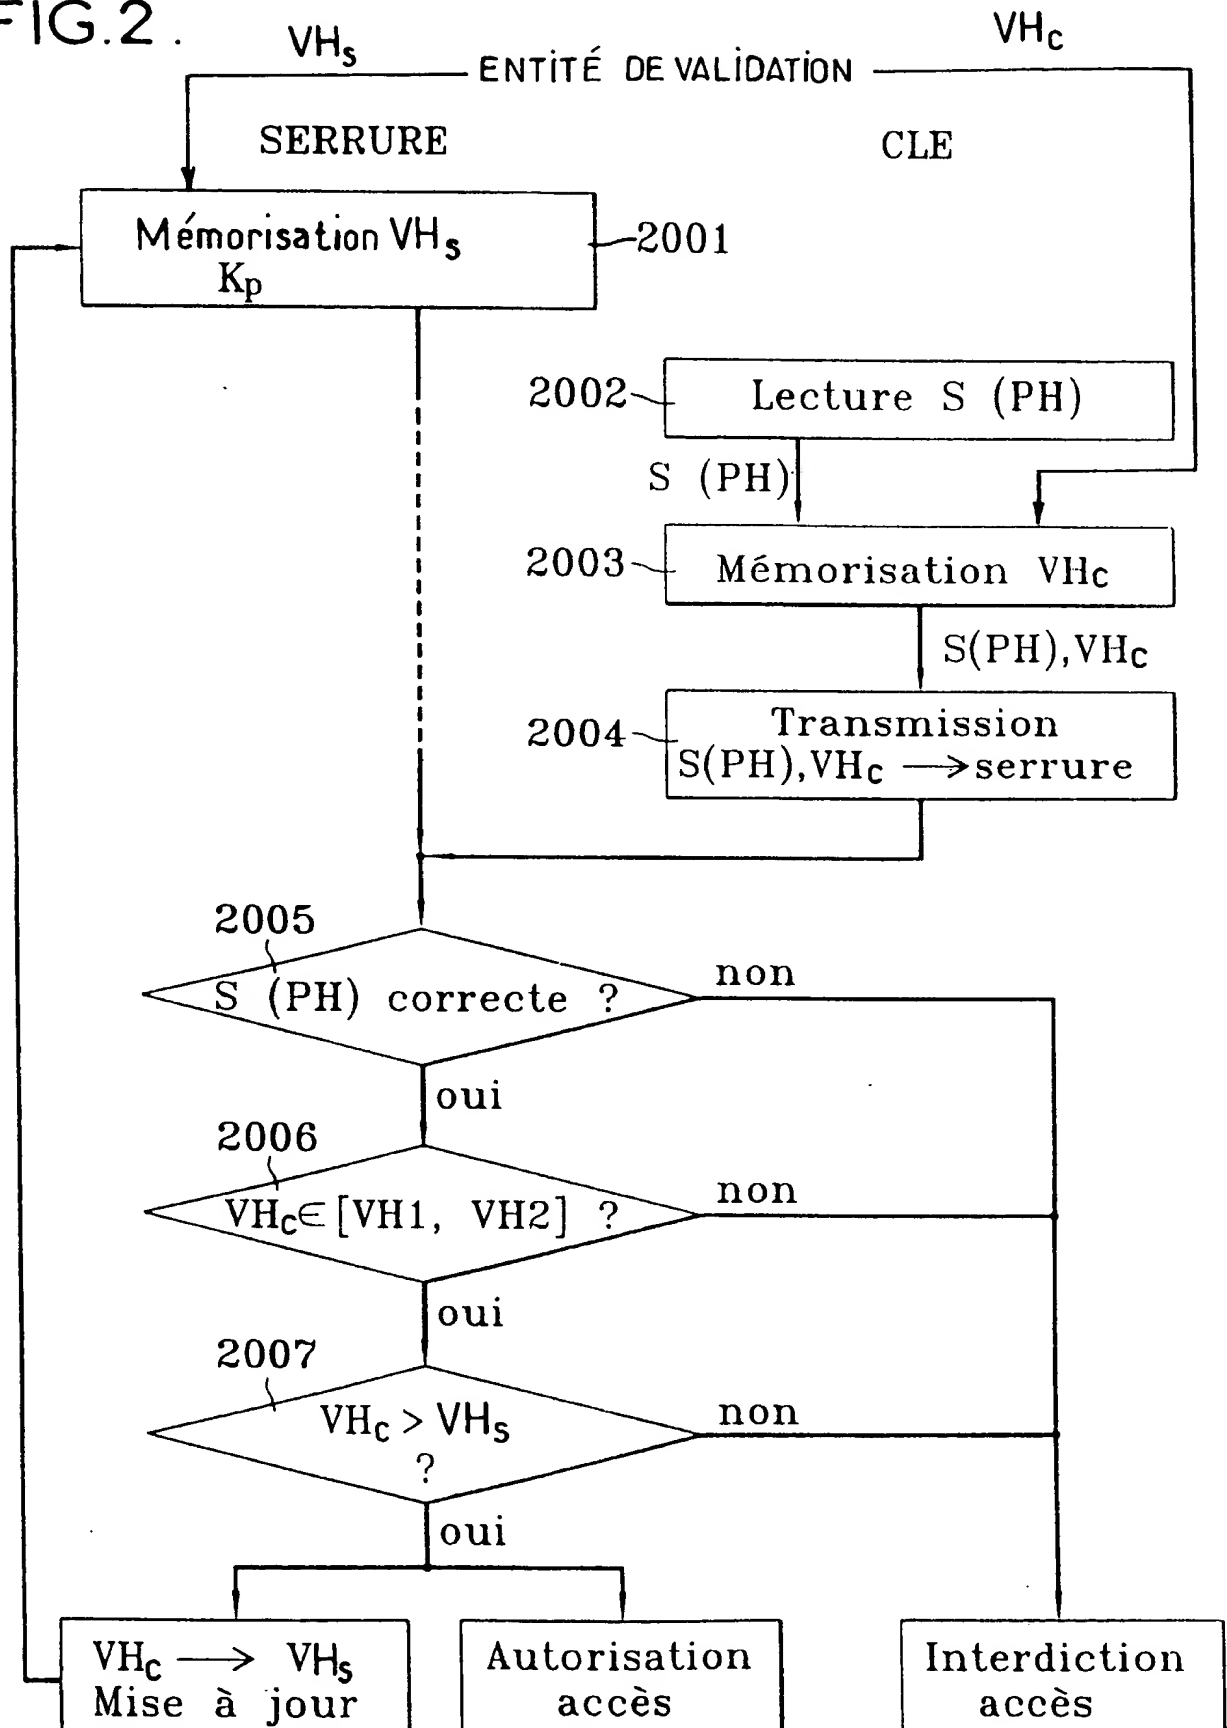 FIG.2.
VHs
VHc
ENTITÉ DE VALIDATION
SERRURE
CLE
Mémorisation VHs
Kp
2001
2002
Lecture S (PH)
S (PH)
2003
Mémorisation VHc
S(PH),VHc
2004
Transmission
S(PH),VHc → serrure
2005
S (PH) correcte ?
non
oui
2006
VHc∈[VH1, VH2] ?
non
oui
2007
VHc > VHs
?
non
oui
VHc → VHs
Mise à jour
Autorisation
accès
Interdiction
accès